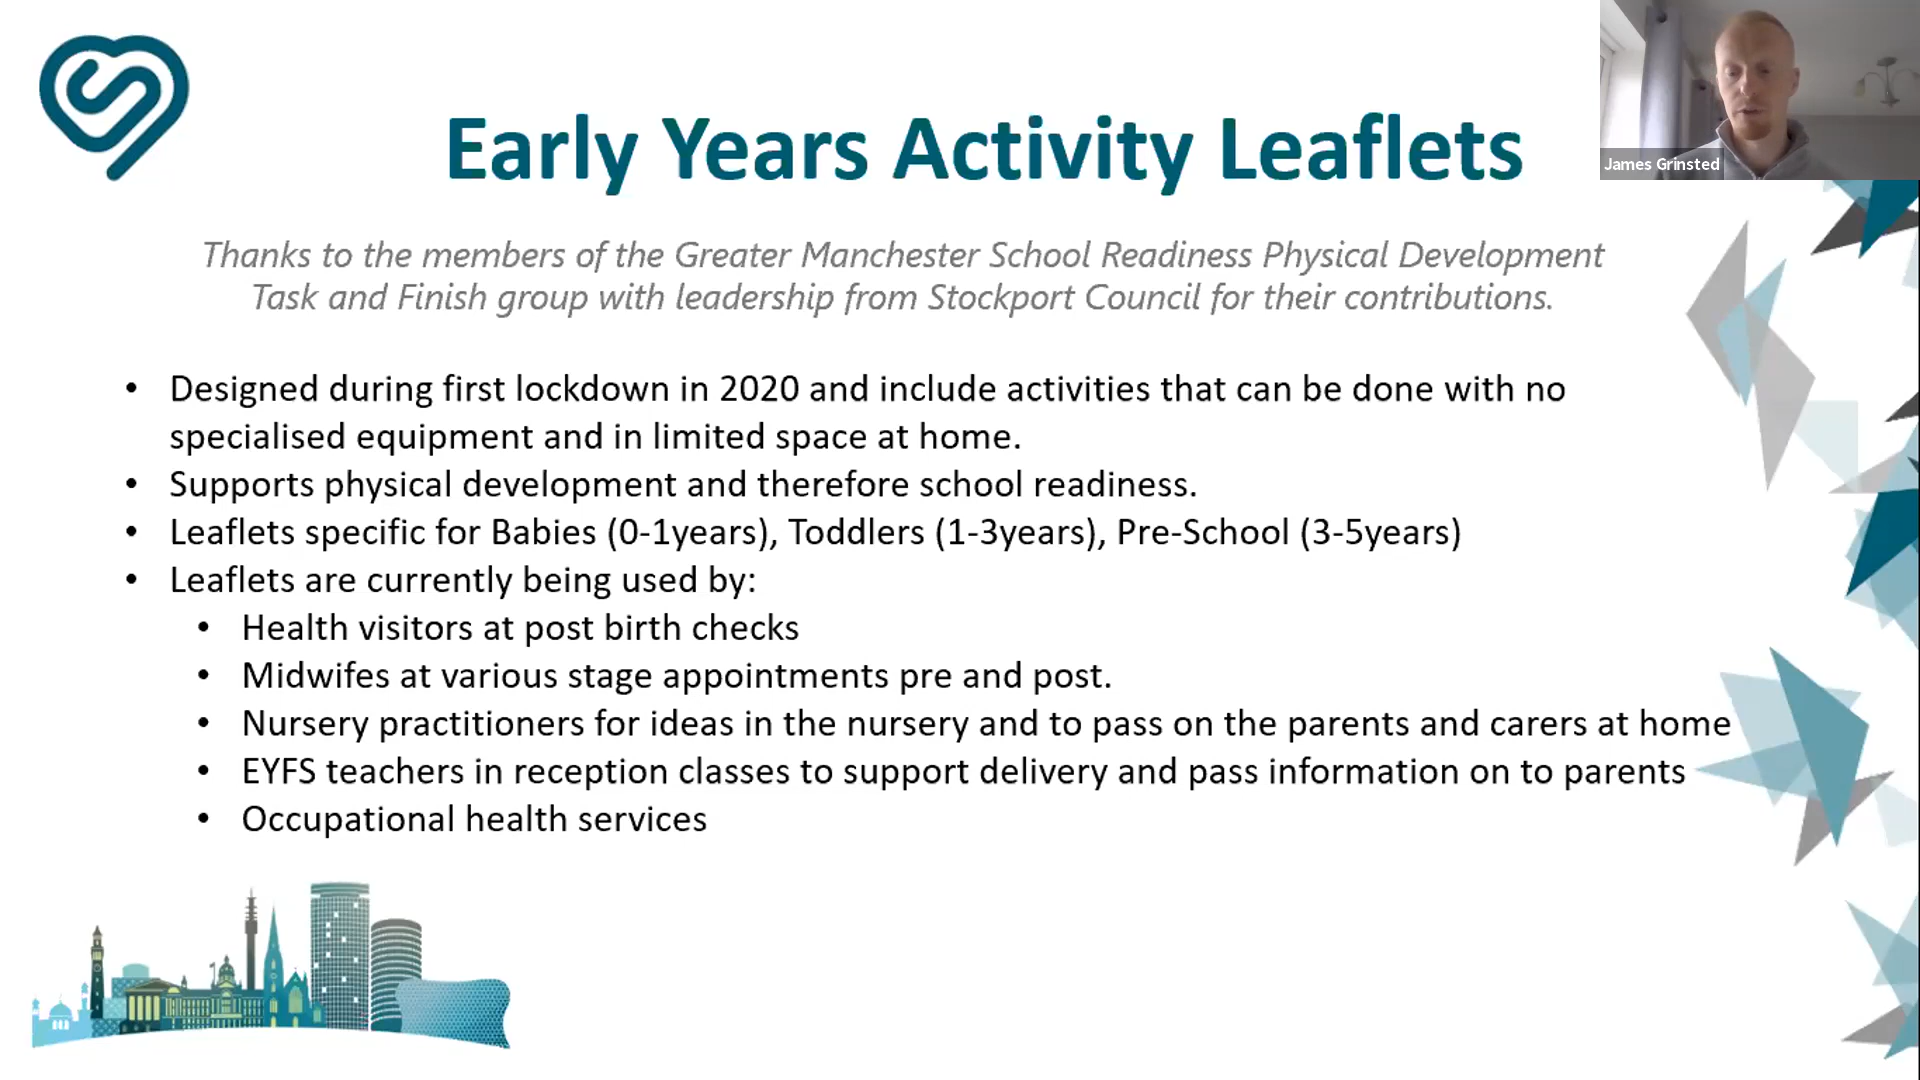 James Grinsted
Early Years Activity Leaflets
Thanks to the members of the Greater Manchester School Readiness Physical Development
Task and Finish group with leadership from Stockport Council for their contributions.
• Designed during first lockdown in 2020 and include activities that can be done with no
specialised equipment and in limited space at home.
• Supports physical development and therefore school readiness.
• Leaflets specific for Babies (0-1years), Toddlers (1-3years), Pre-School (3-5years)
• Leaflets are currently being used by:
• Health visitors at post birth checks
• Midwifes at various stage appointments pre and post.
• Nursery practitioners for ideas in the nursery and to pass on the parents and carers at home
• EYFS teachers in reception classes to support delivery and pass information on to parents
• Occupational health services